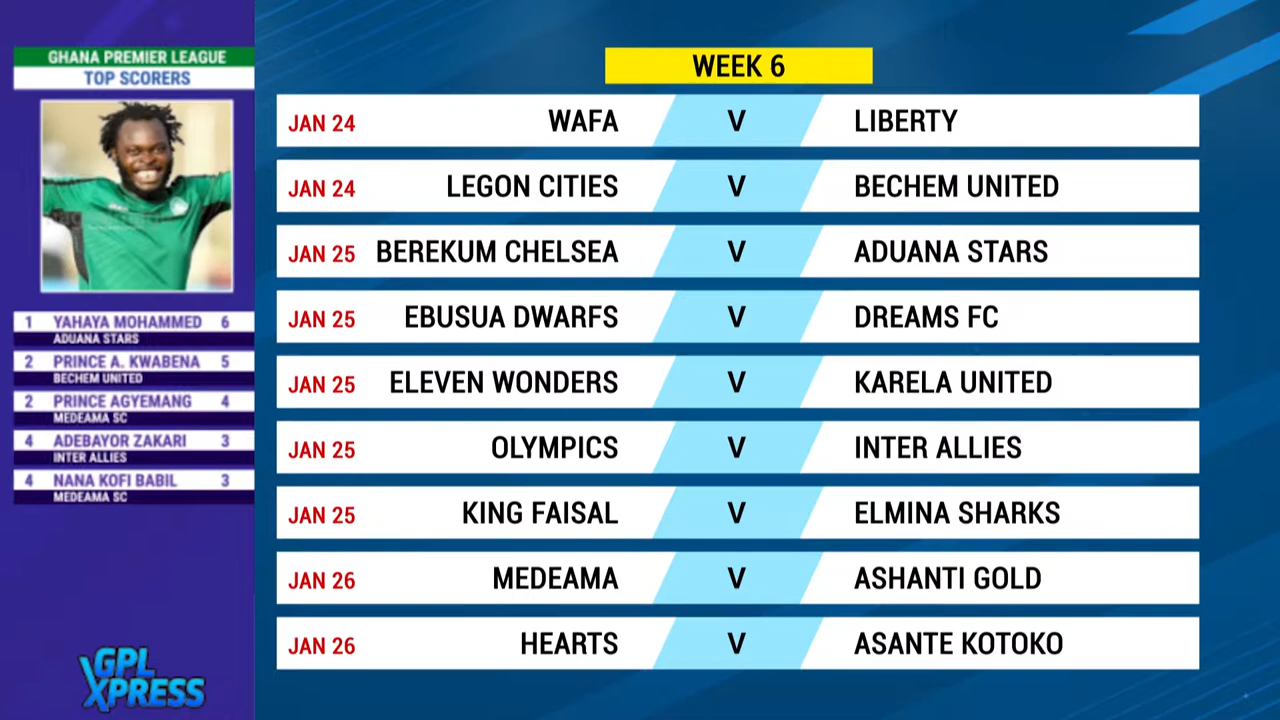 GHANA PREMIER LEAGUE
TOP SCORERS
1 YAHAYA MOHAMMED 6
ADUANA STARS
2 PRINCE A. KWABENA 5
BECHEM UNITED
2 PRINCE AGYEMANG 4
MEDEAMA SC
4 ADEBAYOR ZAKARI 3
INTER ALLIES
4 NANA KOFI BABIL 3
MEDEAMA SC
GPL
XPRESS
WEEK 6
JAN 24 WAFA V LIBERTY
JAN 24 LEGON CITIES V BECHEM UNITED
JAN 25 BEREKUM CHELSEA V ADUANA STARS
JAN 25 EBUSUA DWARFS V DREAMS FC
JAN 25 ELEVEN WONDERS V KARELA UNITED
JAN 25 OLYMPICS V INTER ALLIES
JAN 25 KING FAISAL V ELMINA SHARKS
JAN 26 MEDEAMA V ASHANTI GOLD
JAN 26 HEARTS V ASANTE KOTOKO